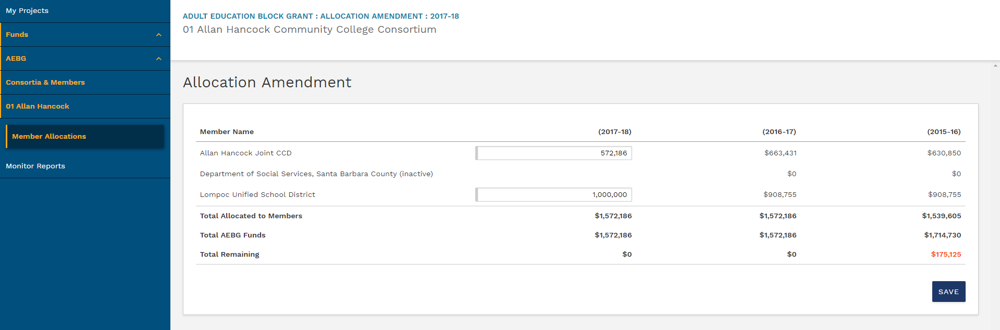 My Projects
Funds
AEBG
Consortia & Members
01 Allan Hancock
Member Allocations
Monitor Reports
ADULT EDUCATION BLOCK GRANT : ALLOCATION AMENDMENT : 2017-18
01 Allan Hancock Community College Consortium
Allocation Amendment
Member Name (2017-18) (2016-17) (2015-16)
Allan Hancock Joint CCD 572,186 $663,431 $630,850
Department of Social Services, Santa Barbara County (inactive) $0 $0
Lompoc Unified School District 1,000,000 $908,755 $908,755
Total Allocated to Members $1,572,186 $1,572,186 $1,539,605
Total AEBG Funds $1,572,186 $1,572,186 $1,714,730
Total Remaining $0 $0 $175,125
SAVE